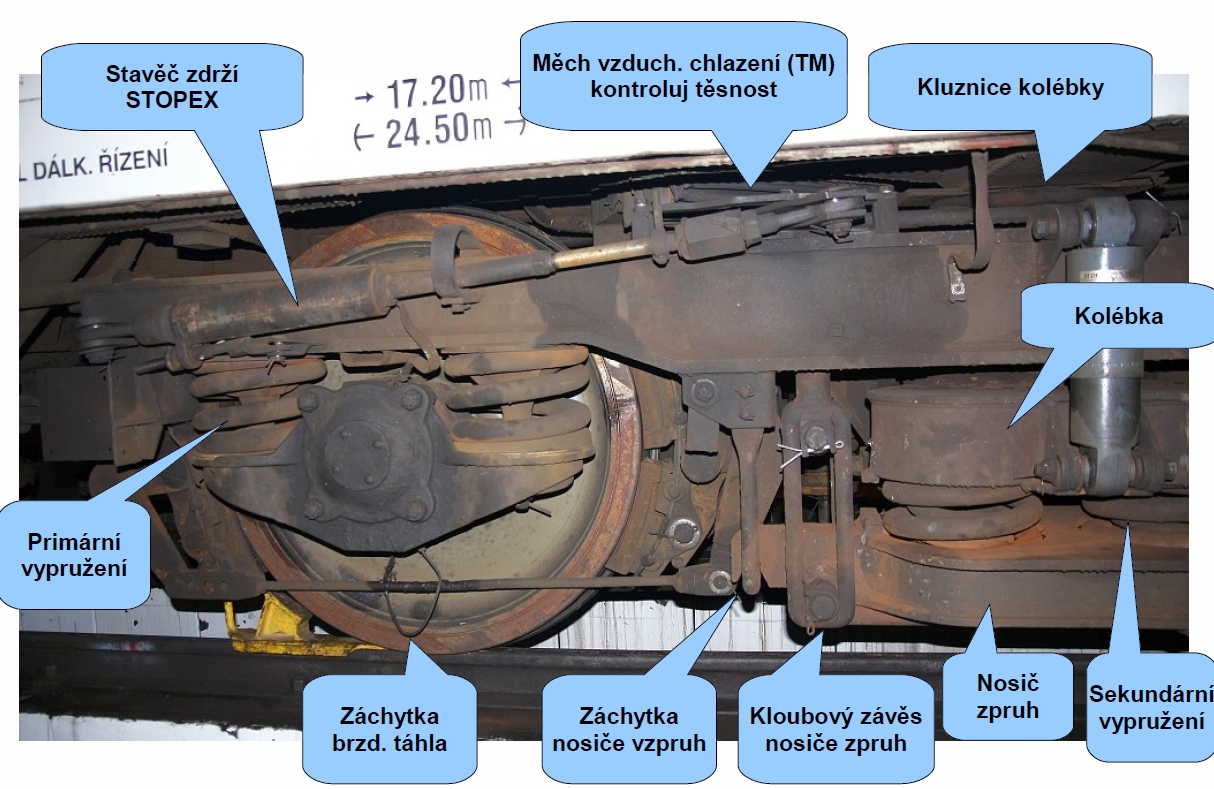 Stavěč zdrží
STOPEX
Měch vzduch. chlazení (TM)
kontroluj těsnost
Kluznice kolébky
→ 17.20m ←
(← 24.50m →)
L DÁLK. ŘÍZENÍ
Kolébka
Primární
vypružení
Záchytka
brzd. táhla
Záchytka
nosiče vzpruh
Kloubový závěs
nosiče zpruh
Nosič
zpruh
Sekundární
vypružení